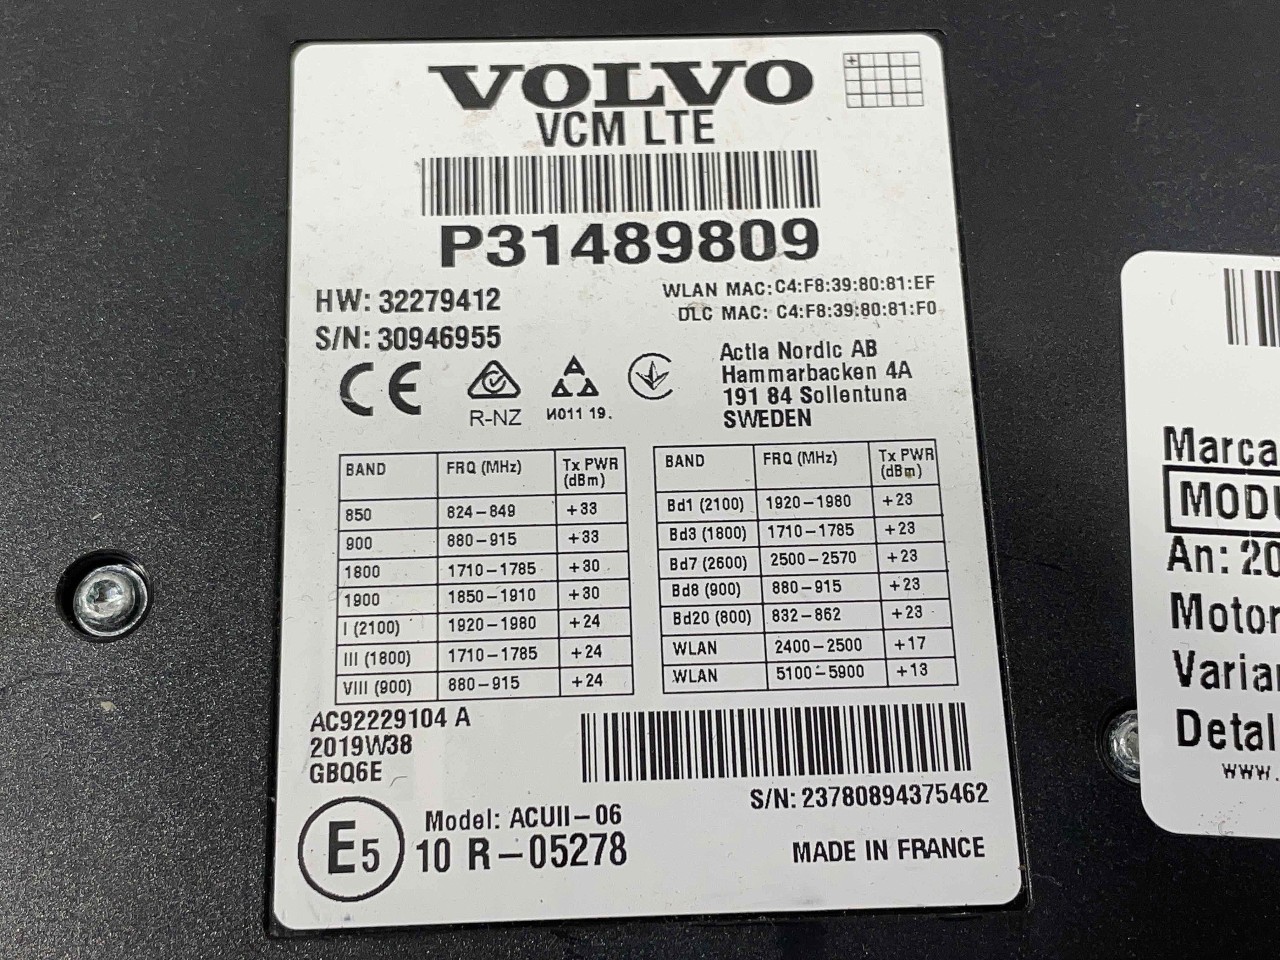 VOLVO
VCM LTE
P31489809
HW: 32279412
S/N: 30946955
WLAN MAC:C4:F8:39:80:81:EF
DLC MAC: C4:F8:39:80:81:F0
CE
R-NZ
И011 19.
Actia Nordic AB
Hammarbacken 4A
191 84 Sollentuna
SWEDEN
BAND FRQ (MHz) Tx PWR (dBm)
850 824-849 +33
900 880-915 +33
1800 1710-1785 +30
1900 1850-1910 +30
I (2100) 1920-1980 +24
III (1800) 1710-1785 +24
VIII (900) 880-915 +24
BAND FRQ (MHz) Tx PWR (dBm)
Bd1 (2100) 1920-1980 +23
Bd3 (1800) 1710-1785 +23
Bd7 (2600) 2500-2570 +23
Bd8 (900) 880-915 +23
Bd20 (800) 832-862 +23
WLAN 2400-2500 +17
WLAN 5100-5900 +13
AC92229104 A
2019W38
GBQ6E
S/N: 23780894375462
E5
Model: ACUII-06
10 R-05278
MADE IN FRANCE
Marca
MODU
An: 20
Motor
Varian
Detal
www.